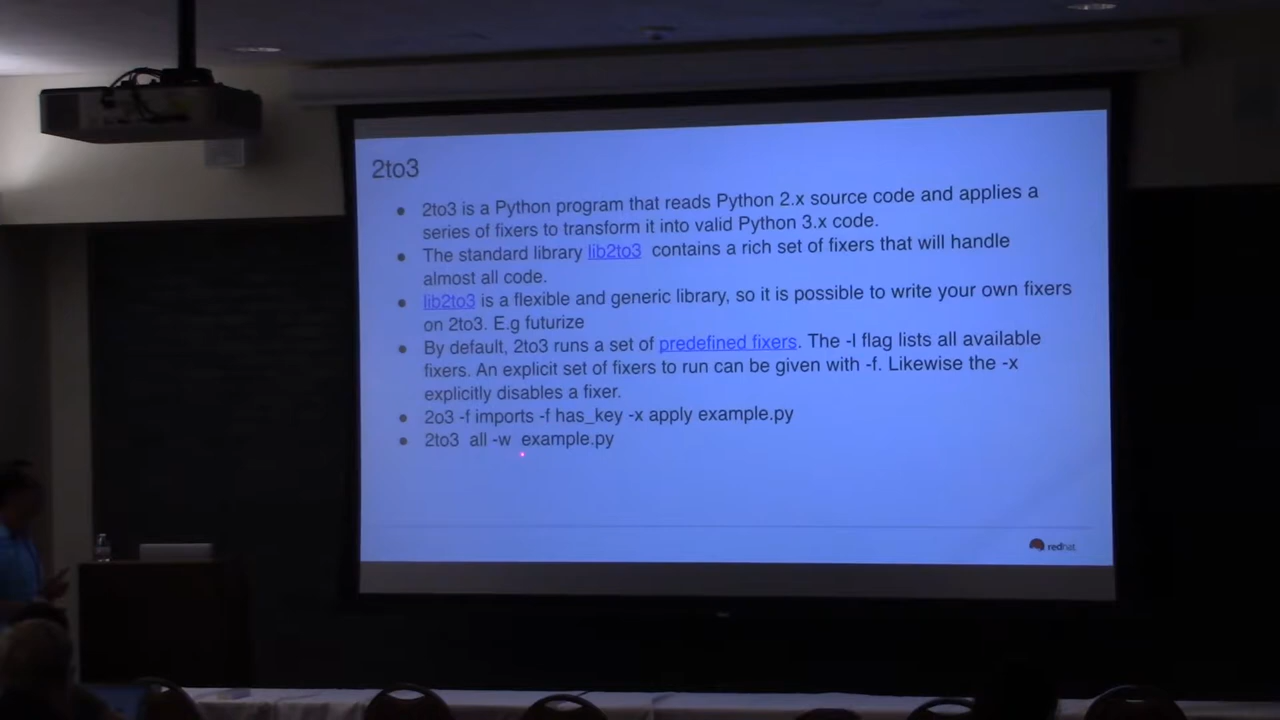 2to3
2to3 is a Python program that reads Python 2.x source code and applies a
series of fixers to transform it into valid Python 3.x code.
The standard library lib2to3 contains a rich set of fixers that will handle
almost all code.
lib2to3 is a flexible and generic library, so it is possible to write your own fixers
on 2to3. E.g futurize
By default, 2to3 runs a set of predefined fixers. The -l flag lists all available
fixers. An explicit set of fixers to run can be given with -f. Likewise the -x
explicitly disables a fixer.
2o3 -f imports -f has_key -x apply example.py
2to3 all -w example.py
redhat